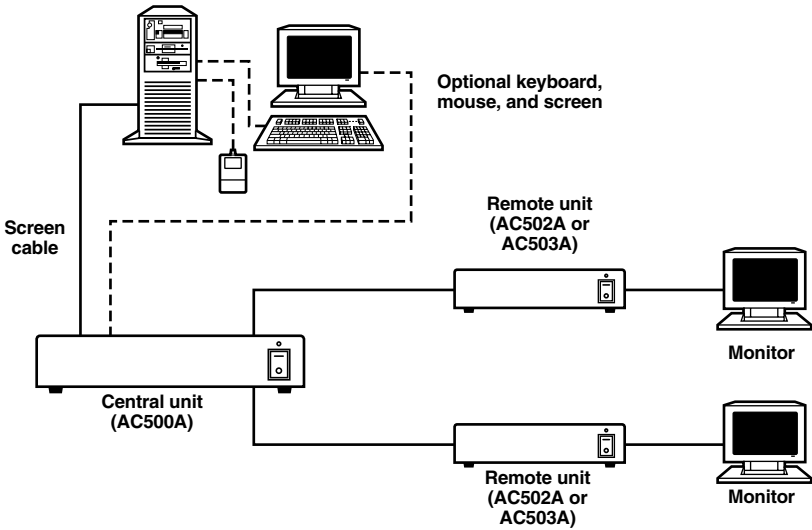 Optional keyboard,
mouse, and screen
Screen
cable
Remote unit
(AC502A or
AC503A)
Monitor
Central unit
(AC500A)
Remote unit
(AC502A or
AC503A)
Monitor